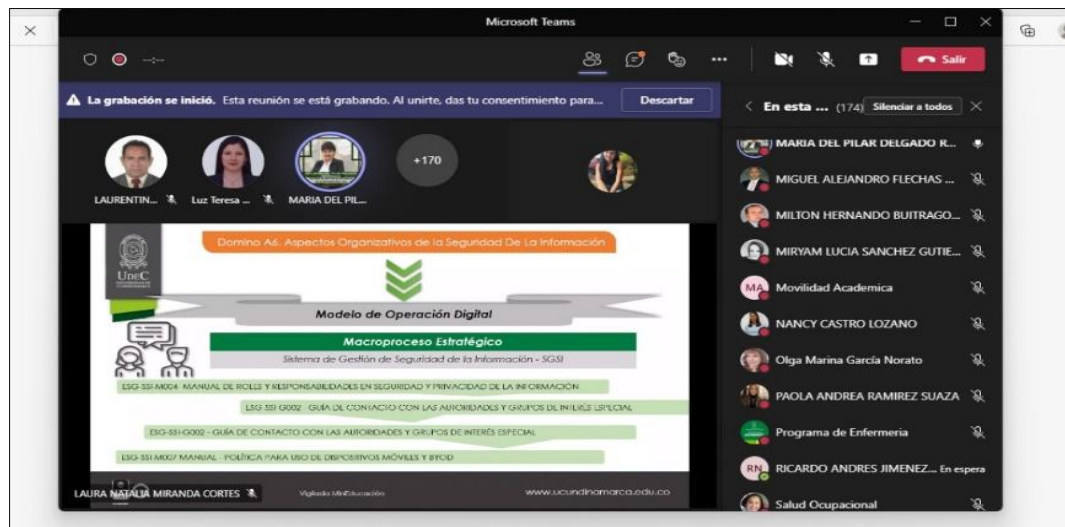 Microsoft Teams
--:--
Salir
La grabación se inició. Esta reunión se está grabando. Al unirte, das tu consentimiento para...
Descartar
LAURENTIN...
Luz Teresa ...
MARIA DEL PIL...
+170
UDEC
Domino A6. Aspectos Organizativos de la Seguridad De La Información
Modelo de Operación Digital
Macroproceso Estratégico
Sistema de Gestión de Seguridad de la Información - SGSI
ESG-SSI-M004- MANUAL DE ROLES Y RESPONSABILIDADES EN SEGURIDAD Y PRIVACIDAD DE LA INFORMACIÓN
ESG-SSI-G002 - GUÍA DE CONTACTO CON LAS AUTORIDADES Y GRUPOS DE INTERÉS ESPECIAL
ESG-SSI-G002 - GUÍA DE CONTACTO CON LAS AUTORIDADES Y GRUPOS DE INTERÉS ESPECIAL
ESG-SSI-M007 MANUAL - POLÍTICA PARA USO DE DISPOSITIVOS MÓVILES Y BYOD
LAURA NATALIA MIRANDA CORTES
Vigilada MinEducación
www.ucundinamarca.edu.co
En esta ... (174)
Silenciar a todos
MARIA DEL PILAR DELGADO R...
MIGUEL ALEJANDRO FLECHAS ...
MILTON HERNANDO BUITRAGO...
MIRYAM LUCIA SANCHEZ GUTIE...
MA Movilidad Academica
NANCY CASTRO LOZANO
Olga Marina García Norato
PAOLA ANDREA RAMIREZ SUAZA
Programa de Enfermeria
RN RICARDO ANDRES JIMENEZ... En espera
Salud Ocupacional